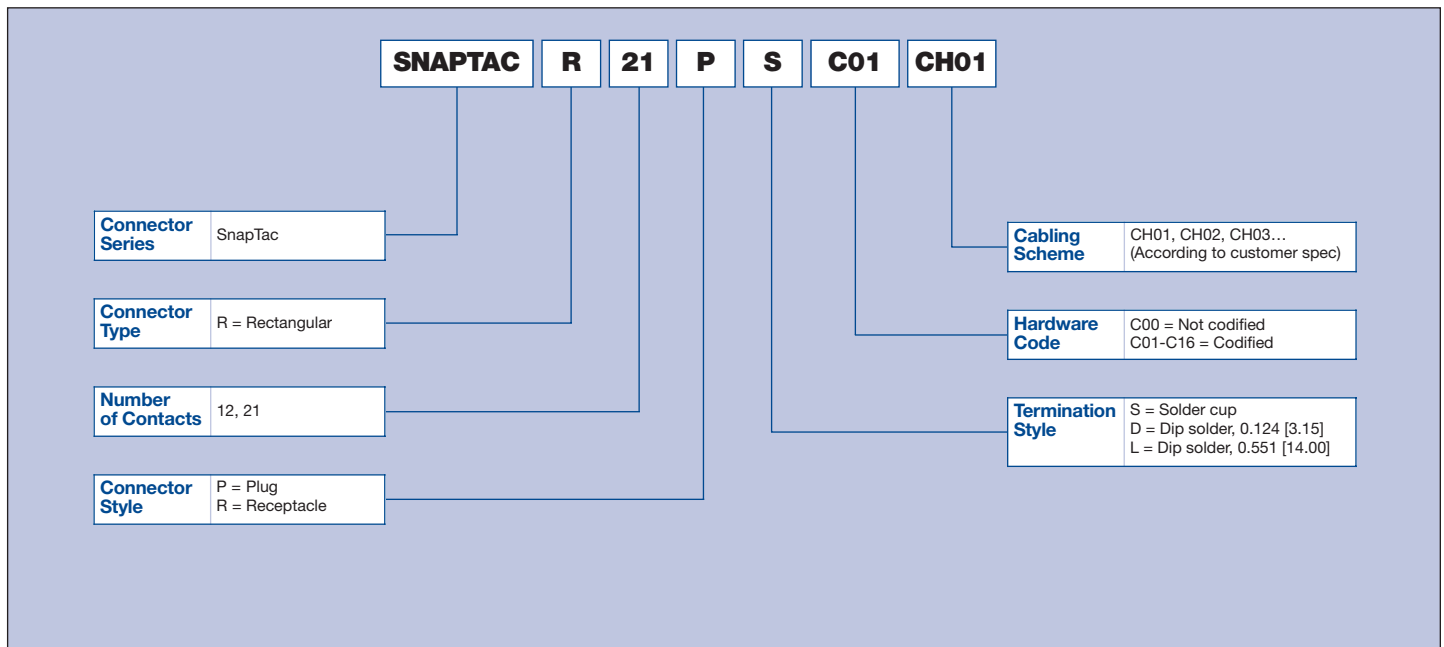 SNAPTAC R 21 P S C01 CH01
Connector
Series
SnapTac
Connector
Type
R = Rectangular
Number
of Contacts
12, 21
Connector
Style
P = Plug
R = Receptacle
Cabling
Scheme
CH01, CH02, CH03…
(According to customer spec)
Hardware
Code
C00 = Not codified
C01-C16 = Codified
Termination
Style
S = Solder cup
D = Dip solder, 0.124 [3.15]
L = Dip solder, 0.551 [14.00]